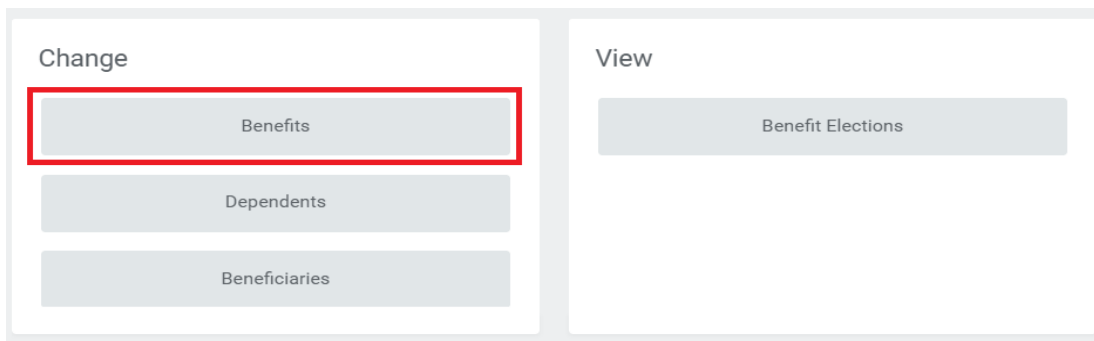 Change
Benefits
Dependents
Beneficiaries
View
Benefit Elections